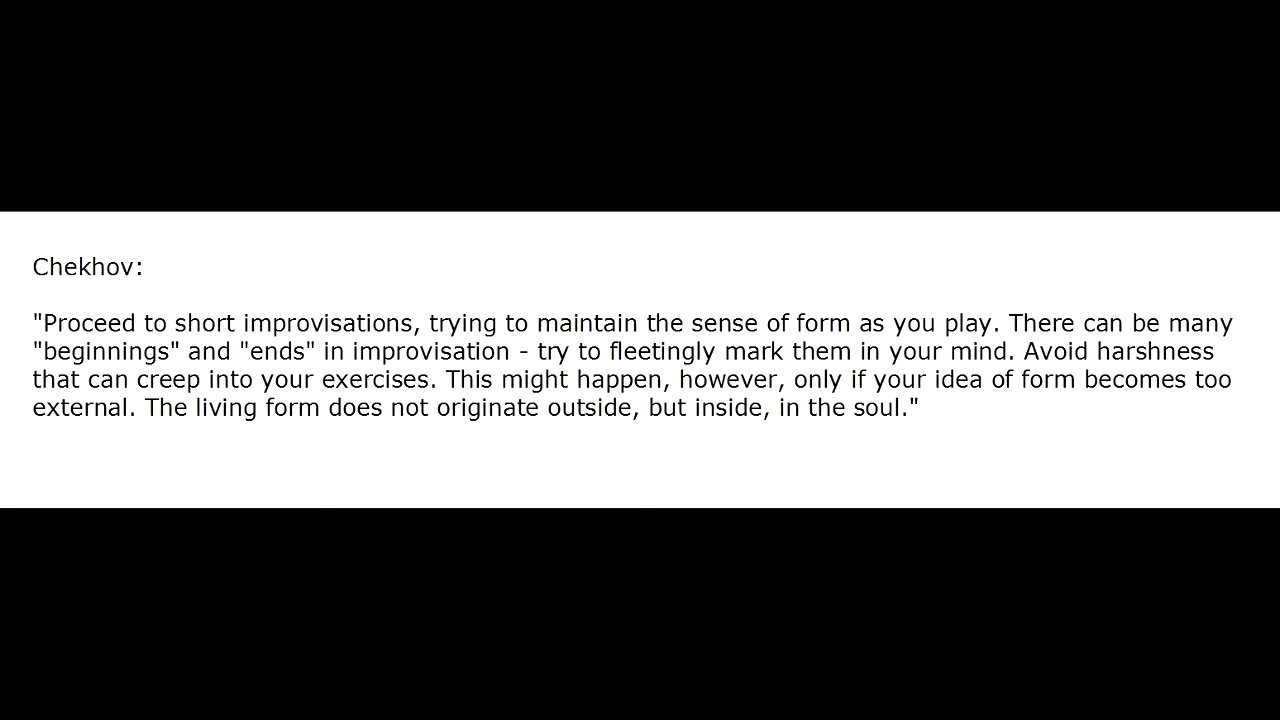 Chekhov:
"Proceed to short improvisations, trying to maintain the sense of form as you play. There can be many
"beginnings" and "ends" in improvisation - try to fleetingly mark them in your mind. Avoid harshness
that can creep into your exercises. This might happen, however, only if your idea of form becomes too
external. The living form does not originate outside, but inside, in the soul."